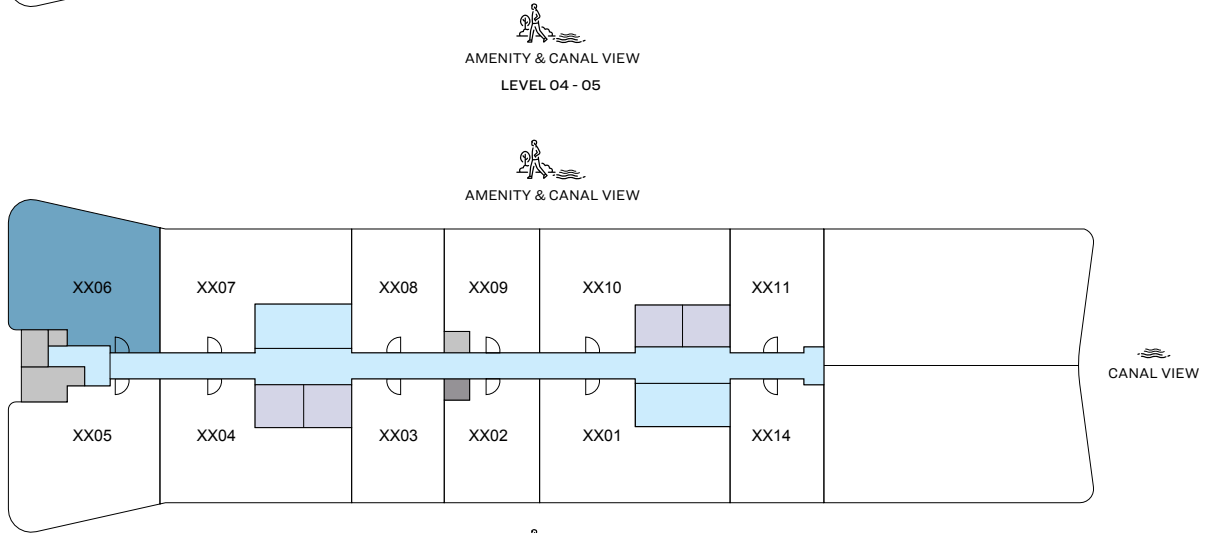 AMENITY & CANAL VIEW
LEVEL 04 - 05
AMENITY & CANAL VIEW
XX06 XX07 XX08 XX09 XX10 XX11
CANAL VIEW
XX05 XX04 XX03 XX02 XX01 XX14